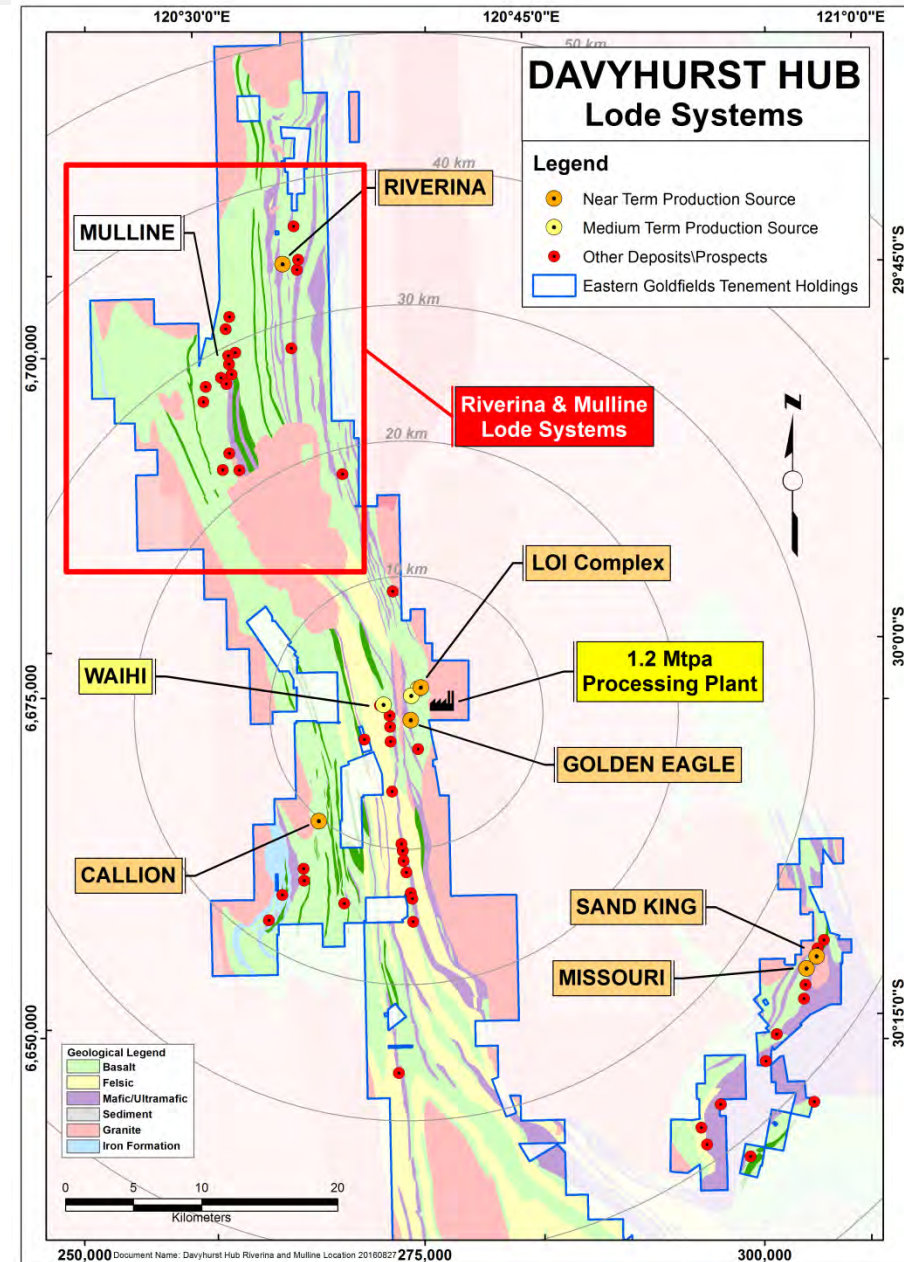 120°30'0"E
120°45'0"E
121°0'0"E
50 km
DAVYHURST HUB
Lode Systems
Legend
Near Term Production Source
Medium Term Production Source
Other Deposits\Prospects
Eastern Goldfields Tenement Holdings
40 km
RIVERINA
MULLINE
29°45'0"S
30 km
6,700,000
Riverina & Mulline
Lode Systems
20 km
N
LOI Complex
10 km
30°0'0"S
1.2 Mtpa
Processing Plant
WAIHI
6,675,000
GOLDEN EAGLE
CALLION
SAND KING
MISSOURI
30°15'0"S
6,650,000
Geological Legend
Basalt
Felsic
Mafic/Ultramafic
Sediment
Granite
Iron Formation
0 5 10 20
Kilometers
250,000
Document Name: Davyhurst Hub Riverina and Mulline Location 20160827
275,000
300,000